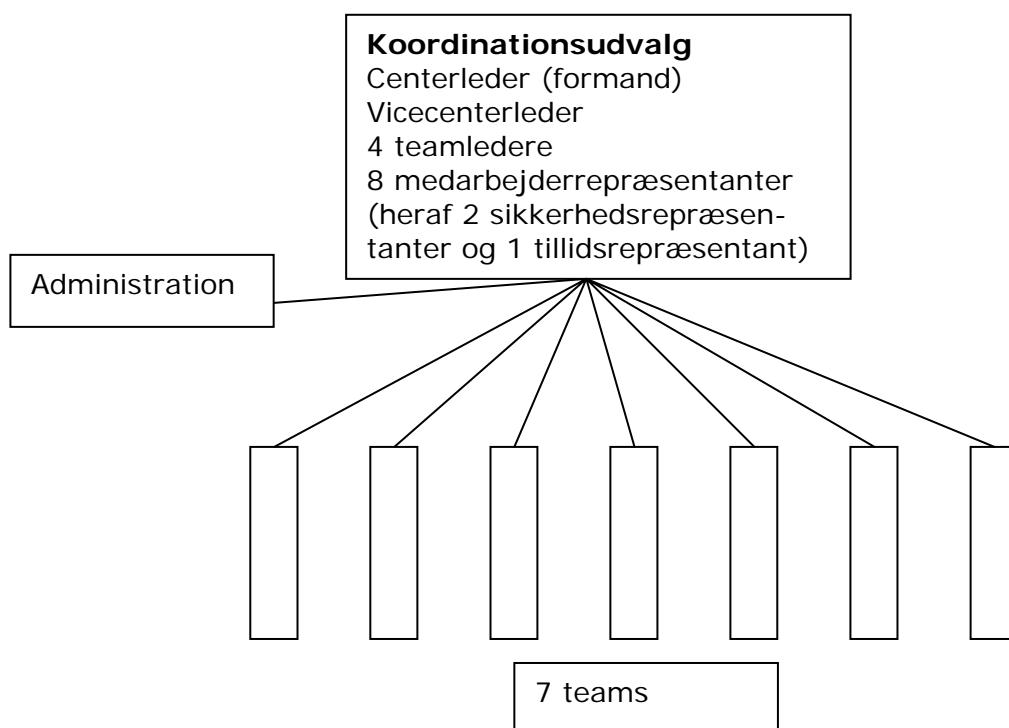 Koordinationsudvalg
Centerleder (formand)
Vicecenterleder
4 teamledere
8 medarbejderrepræsentanter
(heraf 2 sikkerhedsrepræsen-
tanter og 1 tillidsrepræsentant)
Administration
7 teams